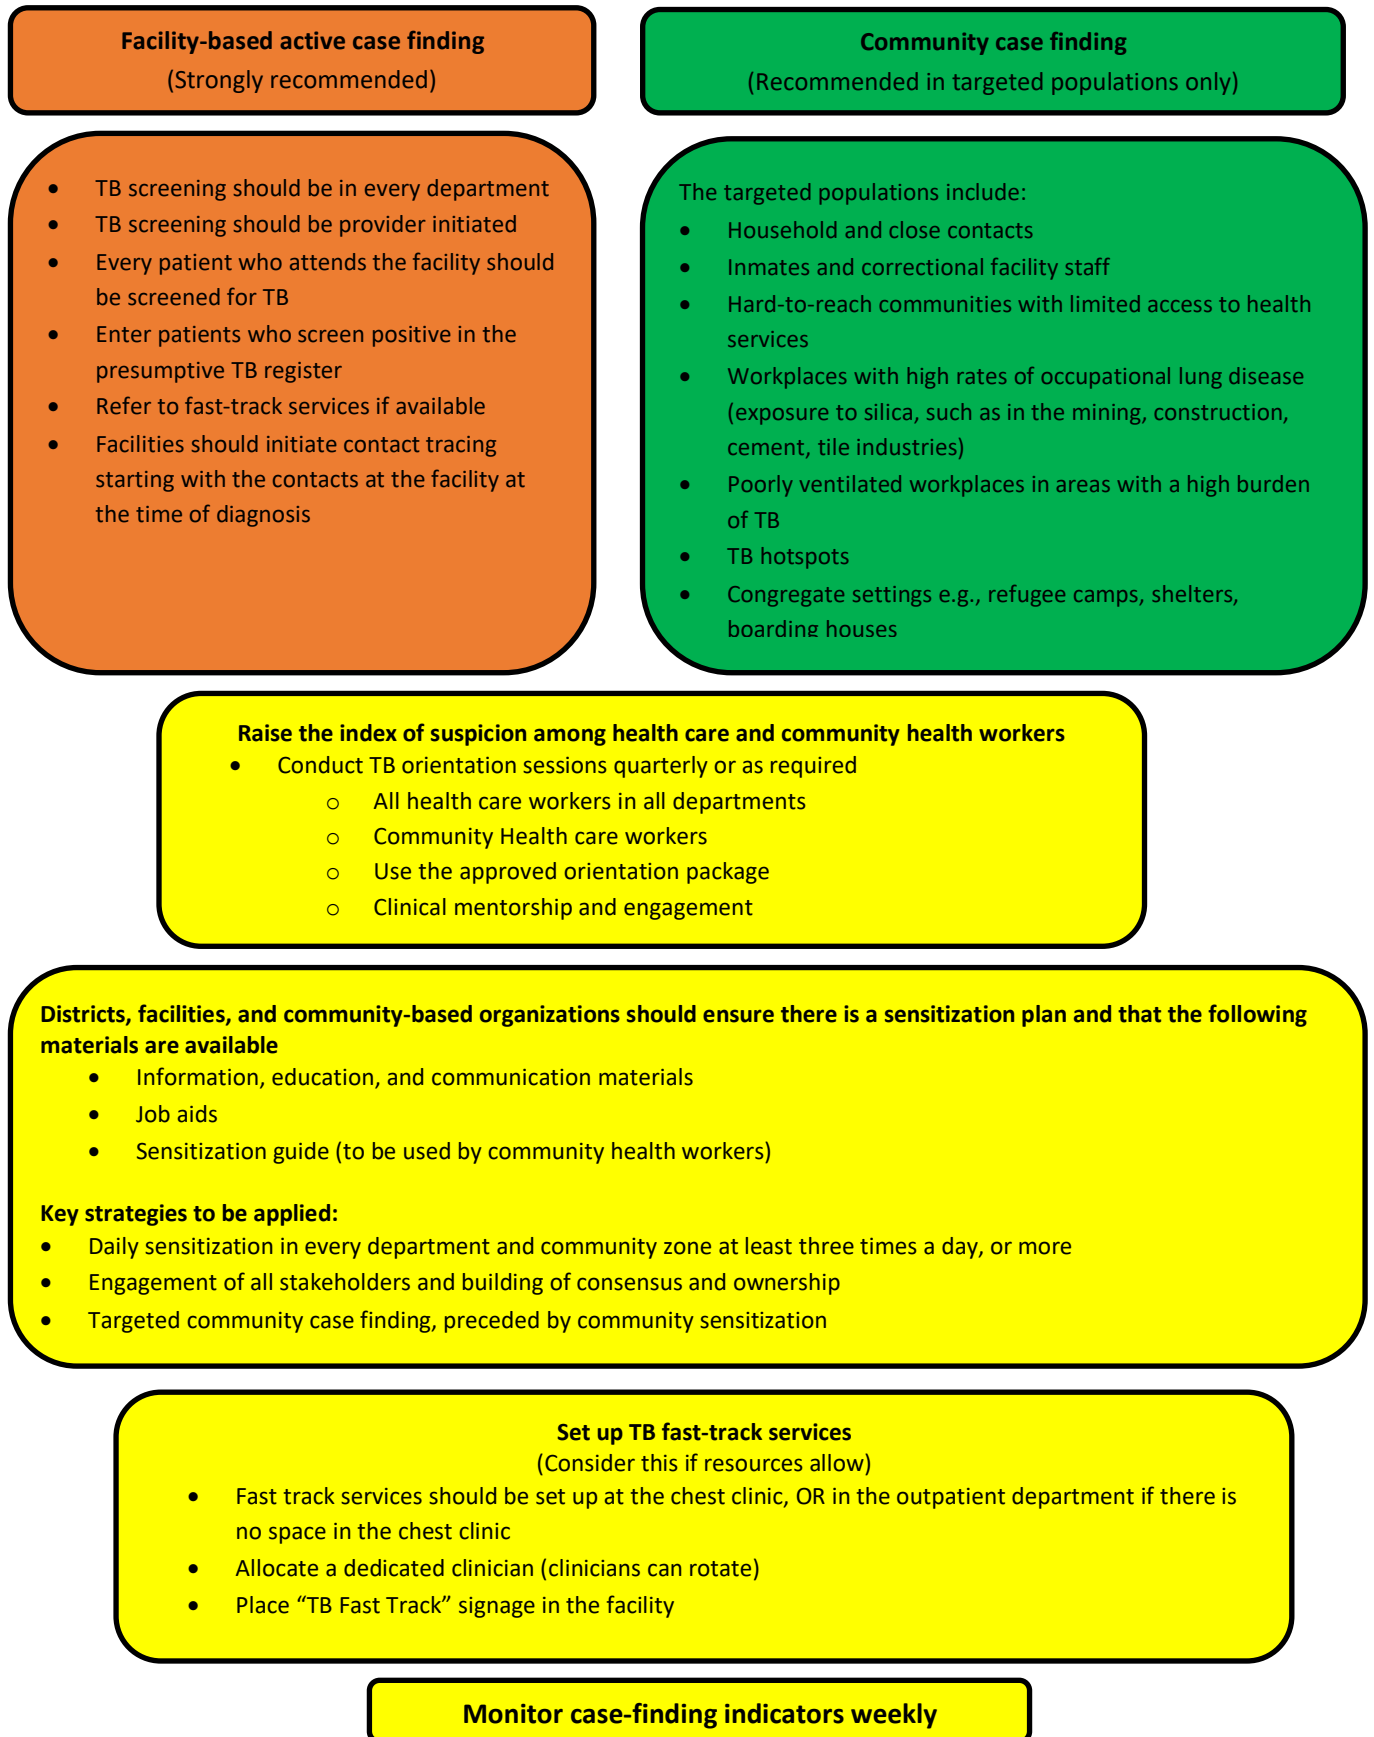 Facility-based active case finding
(Strongly recommended)
Community case finding
(Recommended in targeted populations only)
• TB screening should be in every department
• TB screening should be provider initiated
• Every patient who attends the facility should
be screened for TB
• Enter patients who screen positive in the
presumptive TB register
• Refer to fast-track services if available
• Facilities should initiate contact tracing
starting with the contacts at the facility at
the time of diagnosis
The targeted populations include:
• Household and close contacts
• Inmates and correctional facility staff
• Hard-to-reach communities with limited access to health
services
• Workplaces with high rates of occupational lung disease
(exposure to silica, such as in the mining, construction,
cement, tile industries)
• Poorly ventilated workplaces in areas with a high burden
of TB
• TB hotspots
• Congregate settings e.g., refugee camps, shelters,
boarding houses
Raise the index of suspicion among health care and community health workers
• Conduct TB orientation sessions quarterly or as required
o All health care workers in all departments
o Community Health care workers
o Use the approved orientation package
o Clinical mentorship and engagement
Districts, facilities, and community-based organizations should ensure there is a sensitization plan and that the following
materials are available
• Information, education, and communication materials
• Job aids
• Sensitization guide (to be used by community health workers)
Key strategies to be applied:
• Daily sensitization in every department and community zone at least three times a day, or more
• Engagement of all stakeholders and building of consensus and ownership
• Targeted community case finding, preceded by community sensitization
Set up TB fast-track services
(Consider this if resources allow)
• Fast track services should be set up at the chest clinic, OR in the outpatient department if there is
no space in the chest clinic
• Allocate a dedicated clinician (clinicians can rotate)
• Place “TB Fast Track” signage in the facility
Monitor case-finding indicators weekly